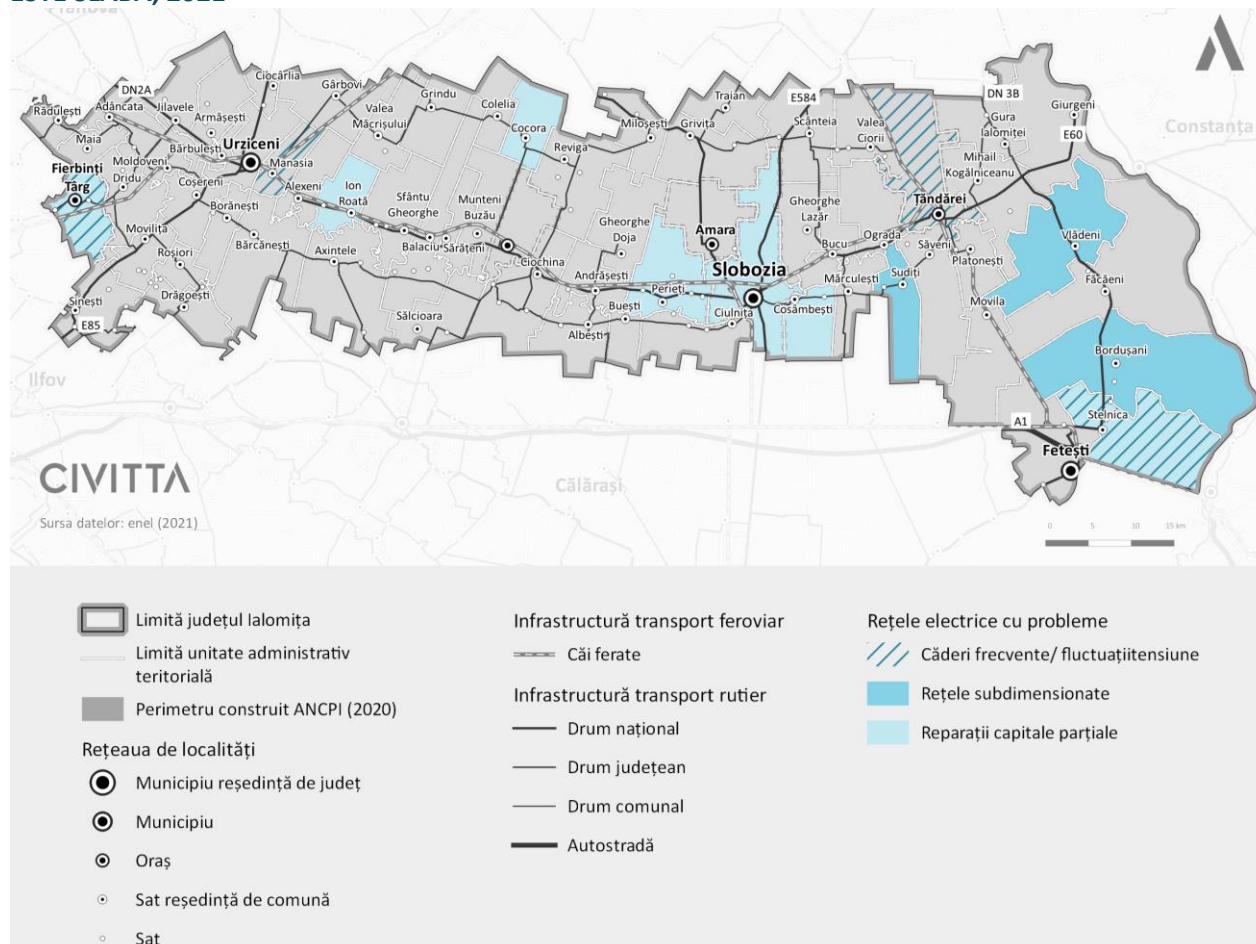 Prahova
DN2A
Ciocârlia
Gârbovi
Grindu
Colelia
Traian
E584
DN 3B
Giurgeni
Rădulești
Adâncata
Jilavele
Armășești
Valea
Măcrișului
Cocora
Miloșești
Grivița
Scânteia
Valea
Ciorii
Gura
Ialomiței
E60
Constanța
Maia
Bărbulești
Urziceni
Reviga
Mihail
Kogălniceanu
Fierbinți
Târg
Moldoveni
Dridu
Manasia
Coșereni
Alexeni
Ion
Roată
Sfântu
Gheorghe
Munteni
Buzău
Gheorghe
Doja
Amara
Gheorghe
Lazăr
Țăndărei
Borănești
Movilița
Bărcănești
Axintele
Balaciu
Sărățeni
Ciochina
Bucu
Ograda
Săveni
Vlădeni
Roșiori
Andrășești
Slobozia
Mărculești
Sudiți
Platonești
Făcăeni
Drăgoești
Perieți
Buești
Ciulnița
Cosâmbești
Movila
Sinești
E85
Sălcioara
Albești
Bordușani
Ilfov
A1
Stelnica
Fetești
CIVITTA
Călărași
Sursa datelor: enel (2021)
0 5 10 15 km
Limită județul Ialomița
Limită unitate administrativ
teritorială
Perimetru construit ANCPI (2020)
Rețeaua de localități
Municipiu reședință de județ
Municipiu
Oraș
Sat reședință de comună
Sat
Infrastructură transport feroviar
Căi ferate
Infrastructură transport rutier
Drum național
Drum județean
Drum comunal
Autostradă
Rețele electrice cu probleme
Căderi frecvente/ fluctuațiitensiune
Rețele subdimensionate
Reparații capitale parțiale